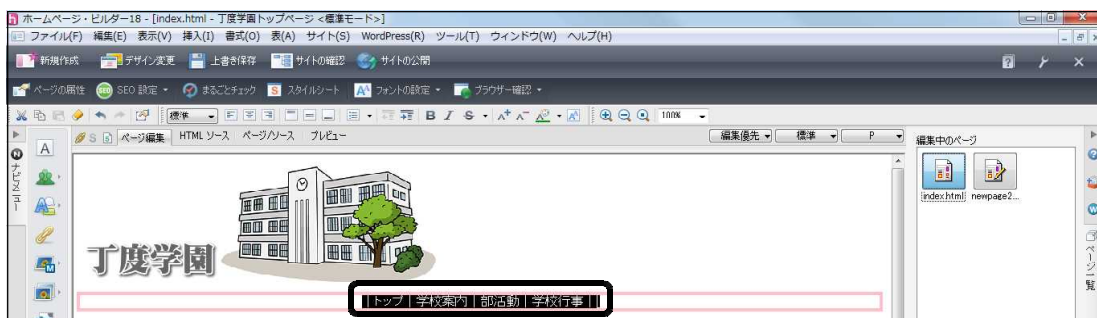 ホームページ・ビルダー18 - [index.html - 丁度学園トップページ <標準モード>]
ファイル(F) 編集(E) 表示(V) 挿入(I) 書式(O) 表(A) サイト(S) WordPress(R) ツール(T) ウィンドウ(W) ヘルプ(H)
新規作成 デザイン変更 上書き保存 サイトの確認 サイトの公開
ページの属性 SEO SEO 設定 まるごとチェック S スタイルシート フォントの設定 ブラウザー確認
標準 B I S 100%
ページ編集 HTML ソース ページ/ソース プレビュー 編集優先 標準 P
編集中のページ
ナビメニュー
A
index.html newpage2...
ページ一覧
丁度学園
||トップ|学校案内|部活動|学校行事||